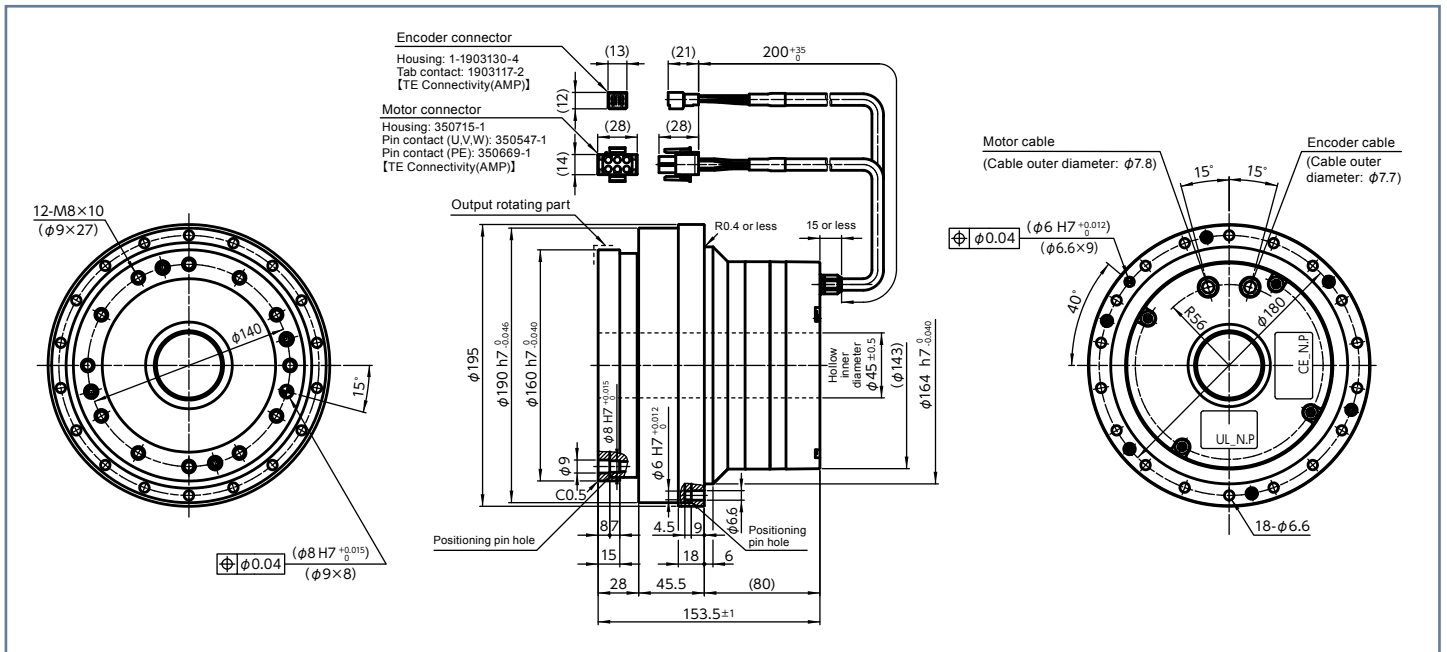 Encoder connector
Housing: 1-1903130-4
Tab contact: 1903117-2
【TE Connectivity(AMP)】
Motor connector
Housing: 350715-1
Pin contact (U,V,W): 350547-1
Pin contact (PE): 350669-1
【TE Connectivity(AMP)】
(13)
(21)
200 +35 0
(12)
(28)
(28)
(14)
Output rotating part
R0.4 or less
15 or less
12-M8×10
(φ9×27)
φ140
15°
φ0.04
(φ8 H7 +0.015 0)
(φ9×8)
φ195
φ190 h7 0 -0.046
φ160 h7 0 -0.040
φ8 H7 +0.015 0
φ9
C0.5
φ6 H7 +0.012 0
φ6.6
Hollow
inner
diameter
φ45±0.5
(φ143)
φ164 h7 0 -0.040
Positioning pin hole
Positioning
pin hole
8
7
4.5
9
15
18
6
28
45.5
(80)
153.5±1
Motor cable
(Cable outer diameter: φ7.8)
Encoder cable
(Cable outer
diameter: φ7.7)
15°
15°
φ0.04
(φ6 H7 +0.012 0)
(φ6.6×9)
40°
R56
φ180
CE_N.P
UL_N.P
18-φ6.6